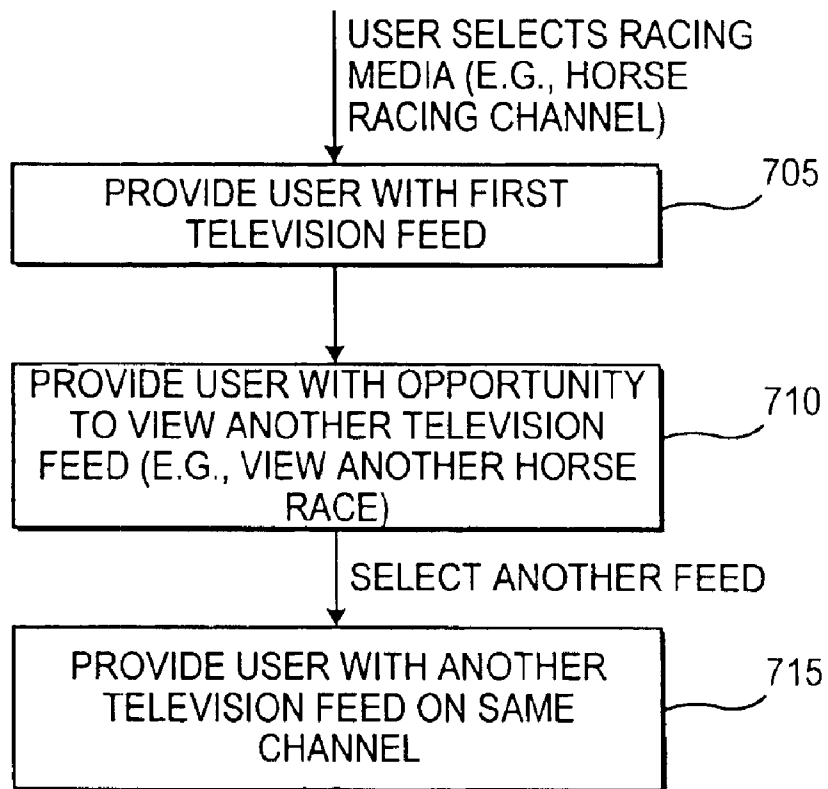 USER SELECTS RACING
MEDIA (E.G., HORSE
RACING CHANNEL)
705
PROVIDE USER WITH FIRST
TELEVISION FEED
PROVIDE USER WITH OPPORTUNITY
TO VIEW ANOTHER TELEVISION
FEED (E.G., VIEW ANOTHER HORSE
RACE)
710
SELECT ANOTHER FEED
PROVIDE USER WITH ANOTHER
TELEVISION FEED ON SAME
CHANNEL
715